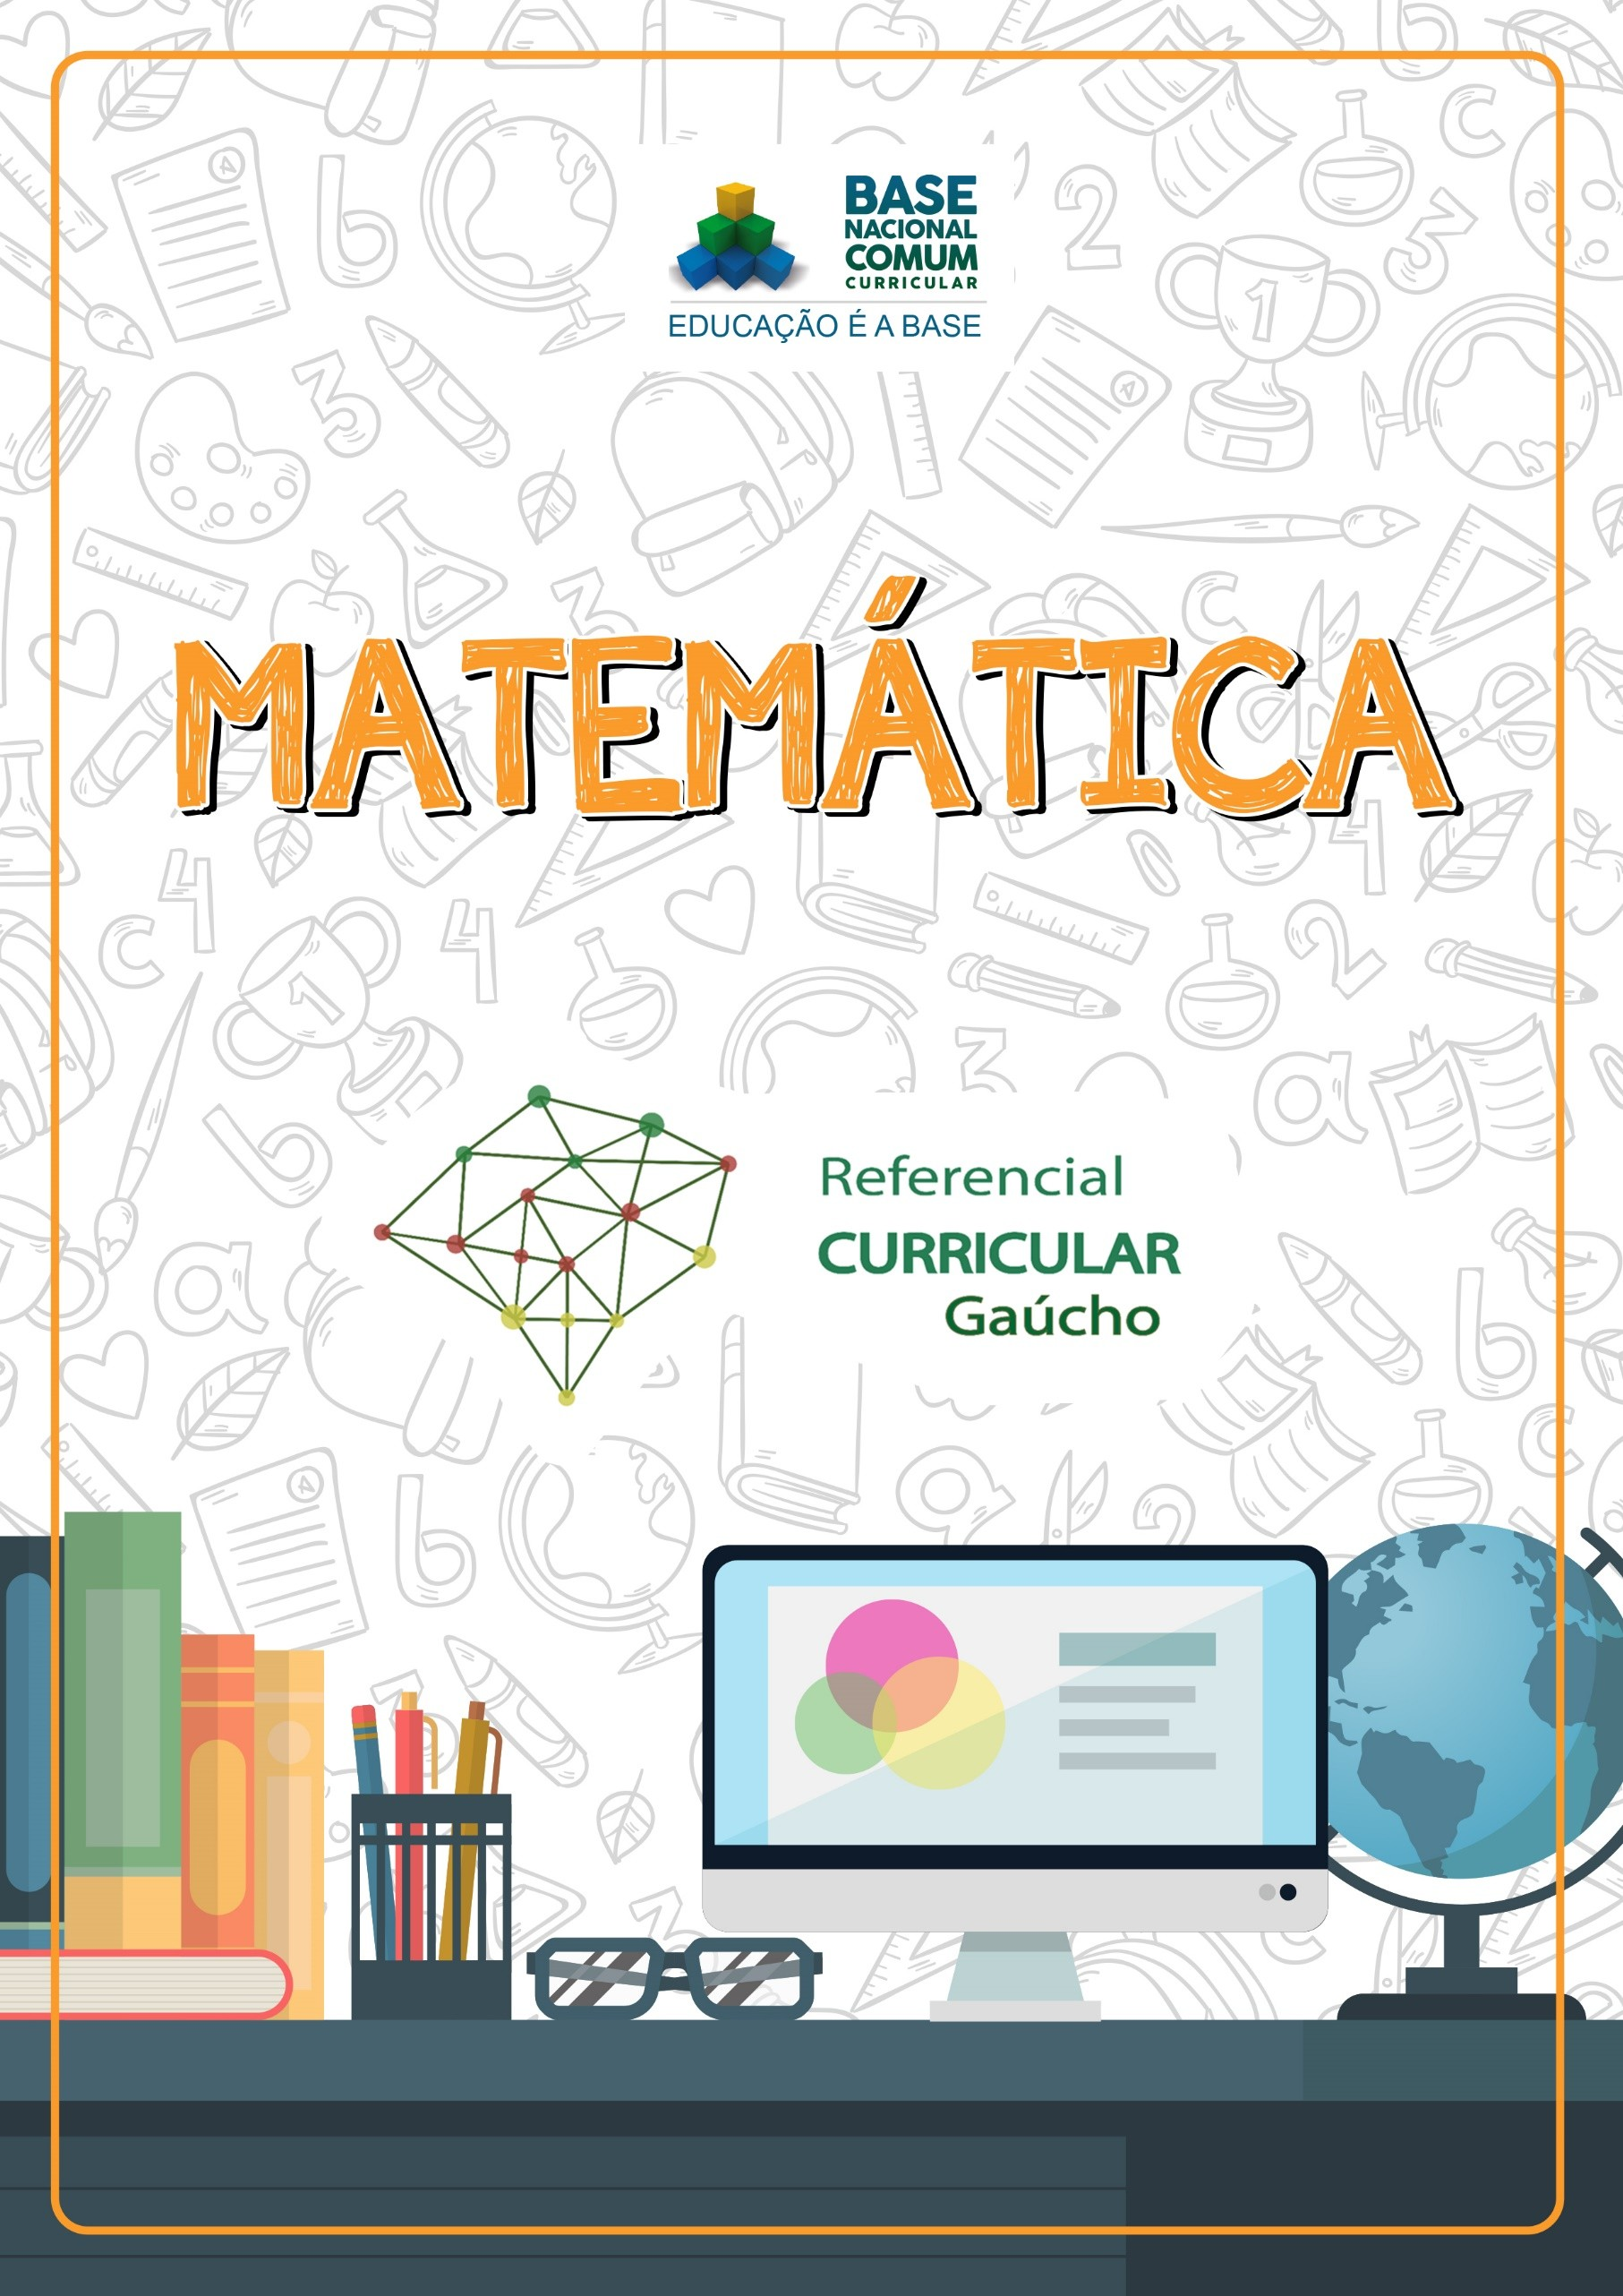 BASE
NACIONAL
COMUM
CURRICULAR
EDUCAÇÃO É A BASE
MATEMÁTICA
Referencial
CURRICULAR
Gaúcho